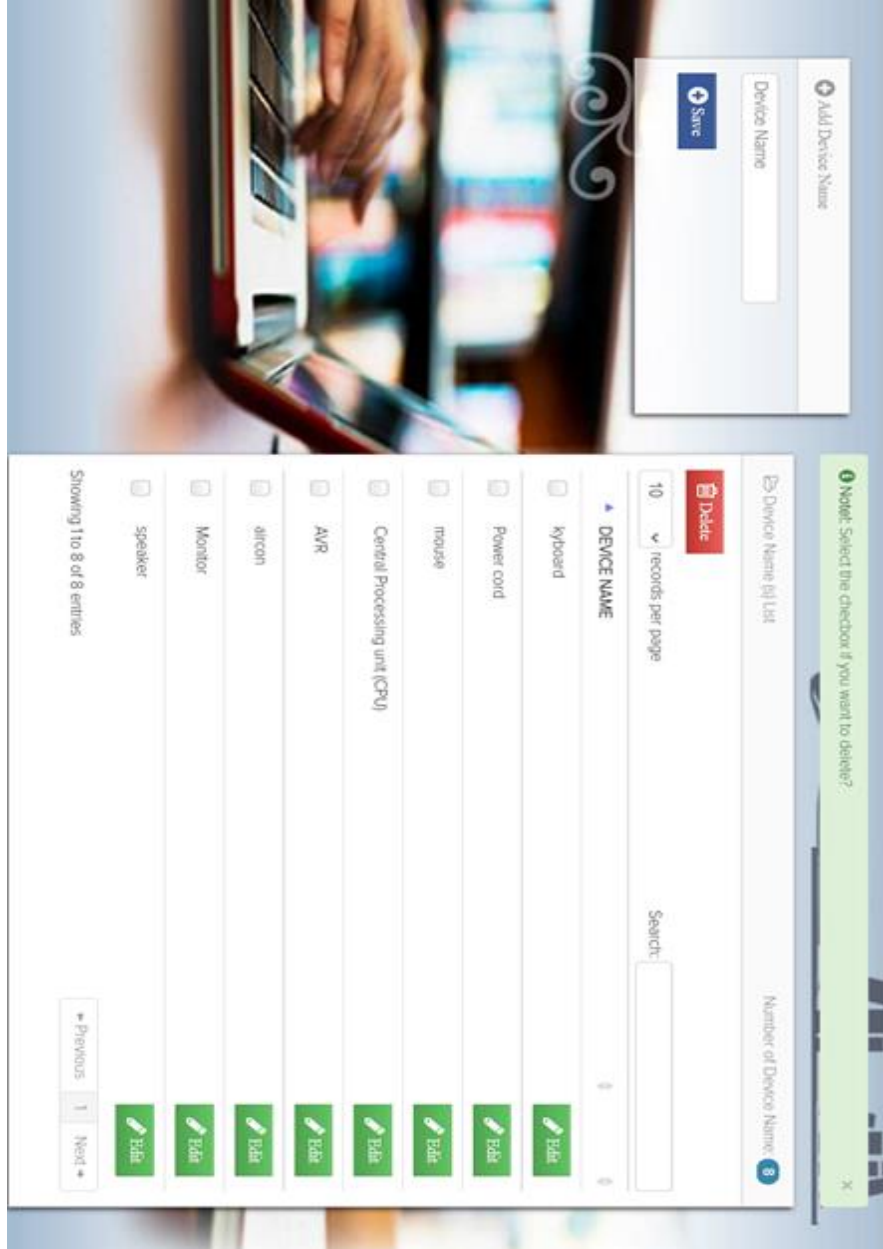 Add Device Name
Device Name
Save
Note!: Select the checbox if you want to delete?
X
Device Name (s) List
Number of Device Name: 8
Delete
10 records per page
Search:
DEVICE NAME
kyboard Edit
Power cord Edit
mouse Edit
Central Processing unit (CPU) Edit
AVR Edit
aircon Edit
Monitor Edit
speaker Edit
Showing 1 to 8 of 8 entries
← Previous 1 Next →